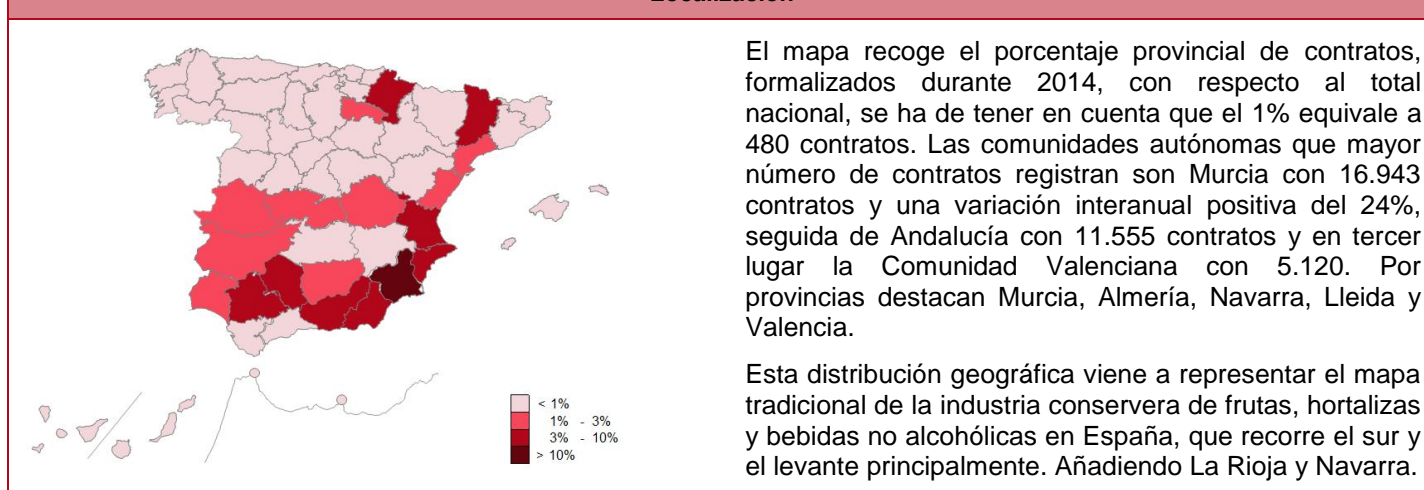 El mapa recoge el porcentaje provincial de contratos,
formalizados durante 2014, con respecto al total
nacional, se ha de tener en cuenta que el 1% equivale a
480 contratos. Las comunidades autónomas que mayor
número de contratos registran son Murcia con 16.943
contratos y una variación interanual positiva del 24%,
seguida de Andalucía con 11.555 contratos y en tercer
lugar la Comunidad Valenciana con 5.120. Por
provincias destacan Murcia, Almería, Navarra, Lleida y
Valencia.
Esta distribución geográfica viene a representar el mapa
tradicional de la industria conservera de frutas, hortalizas
y bebidas no alcohólicas en España, que recorre el sur y
el levante principalmente. Añadiendo La Rioja y Navarra.
< 1%
1% - 3%
3% - 10%
> 10%